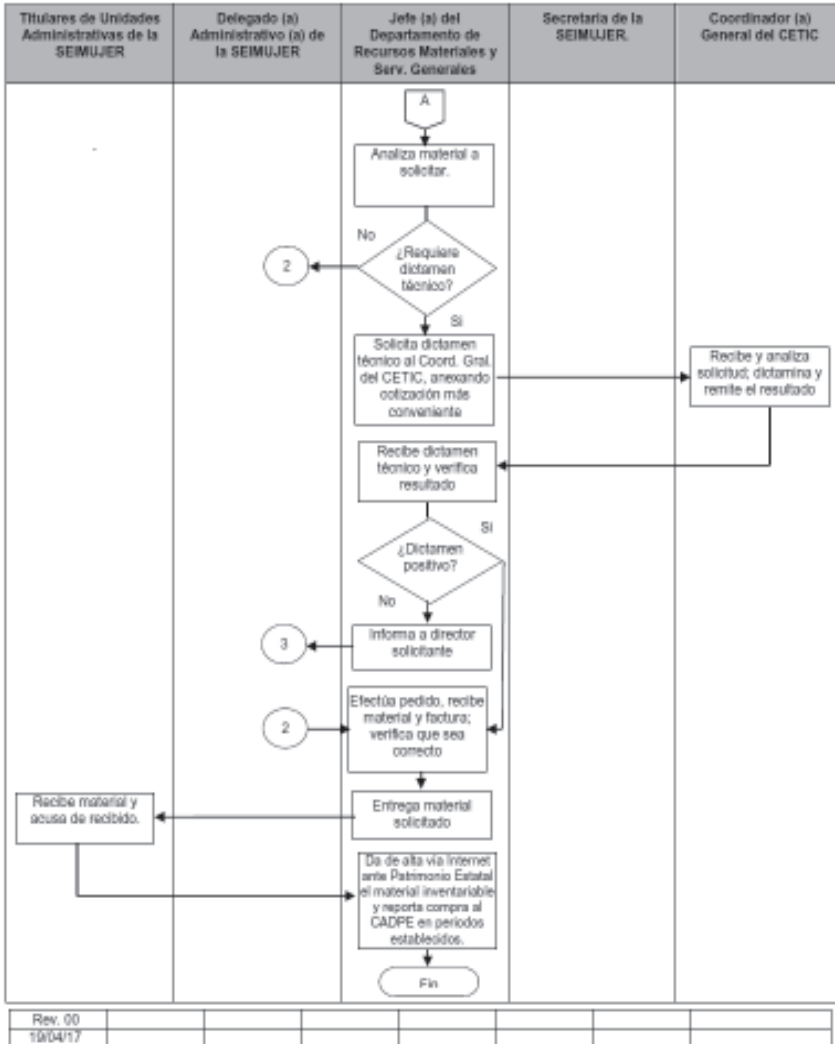 Titulares de Unidades
Administrativas de la
SEIMUJER
Delegado (a)
Administrativo (a) de
la SEIMUJER
Jefe (a) del
Departamento de
Recursos Materiales y
Serv. Generales
Secretaria de la
SEIMUJER.
Coordinador (a)
General del CETIC
A
Analiza material a
solicitar.
No
¿Requiere
dictamen
técnico?
2
Si
Solicita dictamen
técnico al Coord. Gral.
del CETIC, anexando
cotización más
conveniente
Recibe y analiza
solicitud; dictamina y
remite el resultado
Recibe dictamen
técnico y verifica
resultado
Si
¿Dictamen
positivo?
No
3
Informa a director
solicitante
Efectúa pedido, recibe
material y factura;
verifica que sea
correcto
2
Entrega material
solicitado
Recibe material y
acusa de recibido.
Da de alta vía Internet
ante Patrimonio Estatal
el material inventariable
y reporta compra al
CADPE en periodos
establecidos.
Fin
Rev. 00
19/04/17